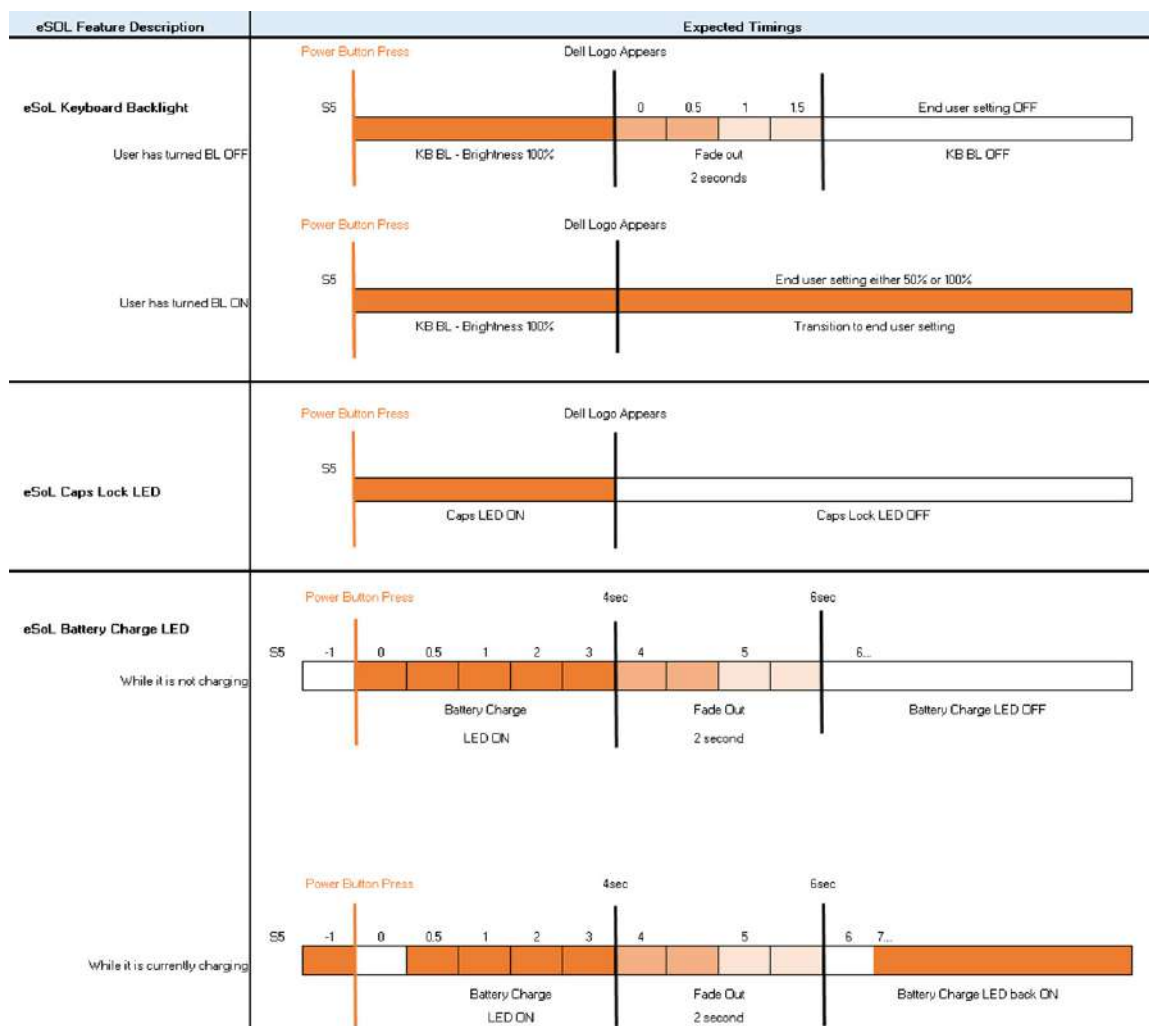 eSOL Feature Description
Expected Timings
Power Button Press
Dell Logo Appears
eSoL Keyboard Backlight
S5
0 0.5 1 1.5
End user setting OFF
User has turned BL OFF
KB BL - Brightness 100%
Fade out
KB BL OFF
2 seconds
Power Button Press
Dell Logo Appears
S5
End user setting either 50% or 100%
User has turned BL ON
KB BL - Brightness 100%
Transition to end user setting
Power Button Press
Dell Logo Appears
S5
eSoL Caps Lock LED
Caps LED ON
Caps Lock LED OFF
Power Button Press
4sec
6sec
eSoL Battery Charge LED
S5
-1 0 0.5 1 2 3 4 5 6...
While it is not charging
Battery Charge
Fade Out
Battery Charge LED OFF
LED ON
2 second
Power Button Press
4sec
6sec
S5
-1 0 0.5 1 2 3 4 5 6 7...
While it is currently charging
Battery Charge
Fade Out
Battery Charge LED back ON
LED ON
2 second